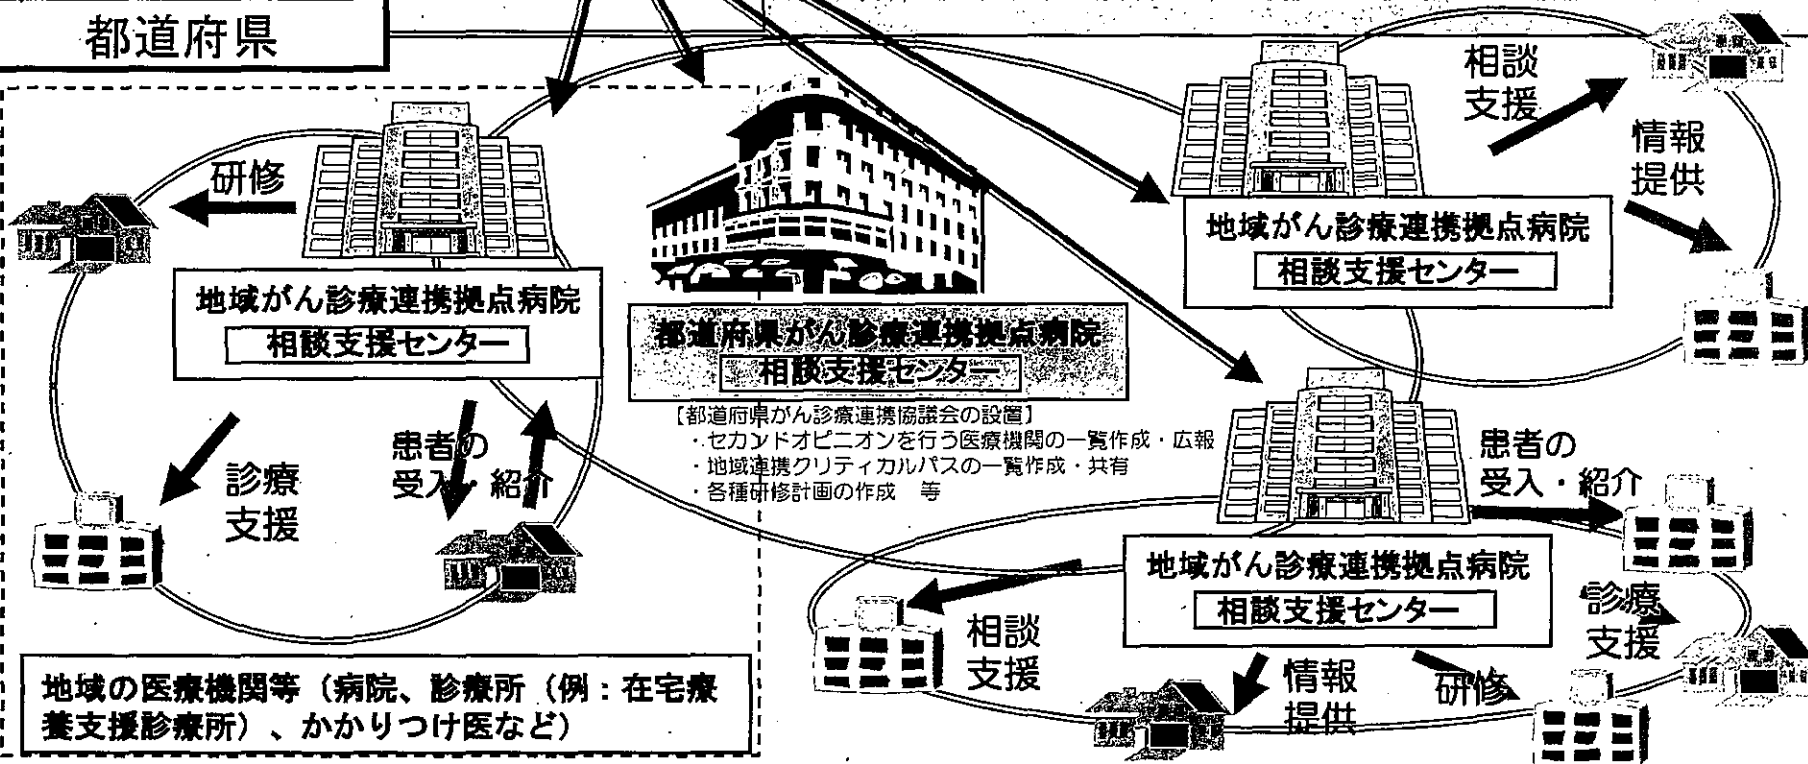 都道府県
研修
地域がん診療連携拠点病院
相談支援センター
診療
支援
患者の
受入・紹介
地域の医療機関等（病院、診療所（例：在宅療
養支援診療所）、かかりつけ医など）
都道府県がん診療連携拠点病院
相談支援センター
【都道府県がん診療連携協議会の設置】
・セカンドオピニオンを行う医療機関の一覧作成・広報
・地域連携クリティカルパスの一覧作成・共有
・各種研修計画の作成　等
相談
支援
情報
提供
地域がん診療連携拠点病院
相談支援センター
患者の
受入・紹介
地域がん診療連携拠点病院
相談支援センター
診療
支援
相談
支援
情報
提供
研修